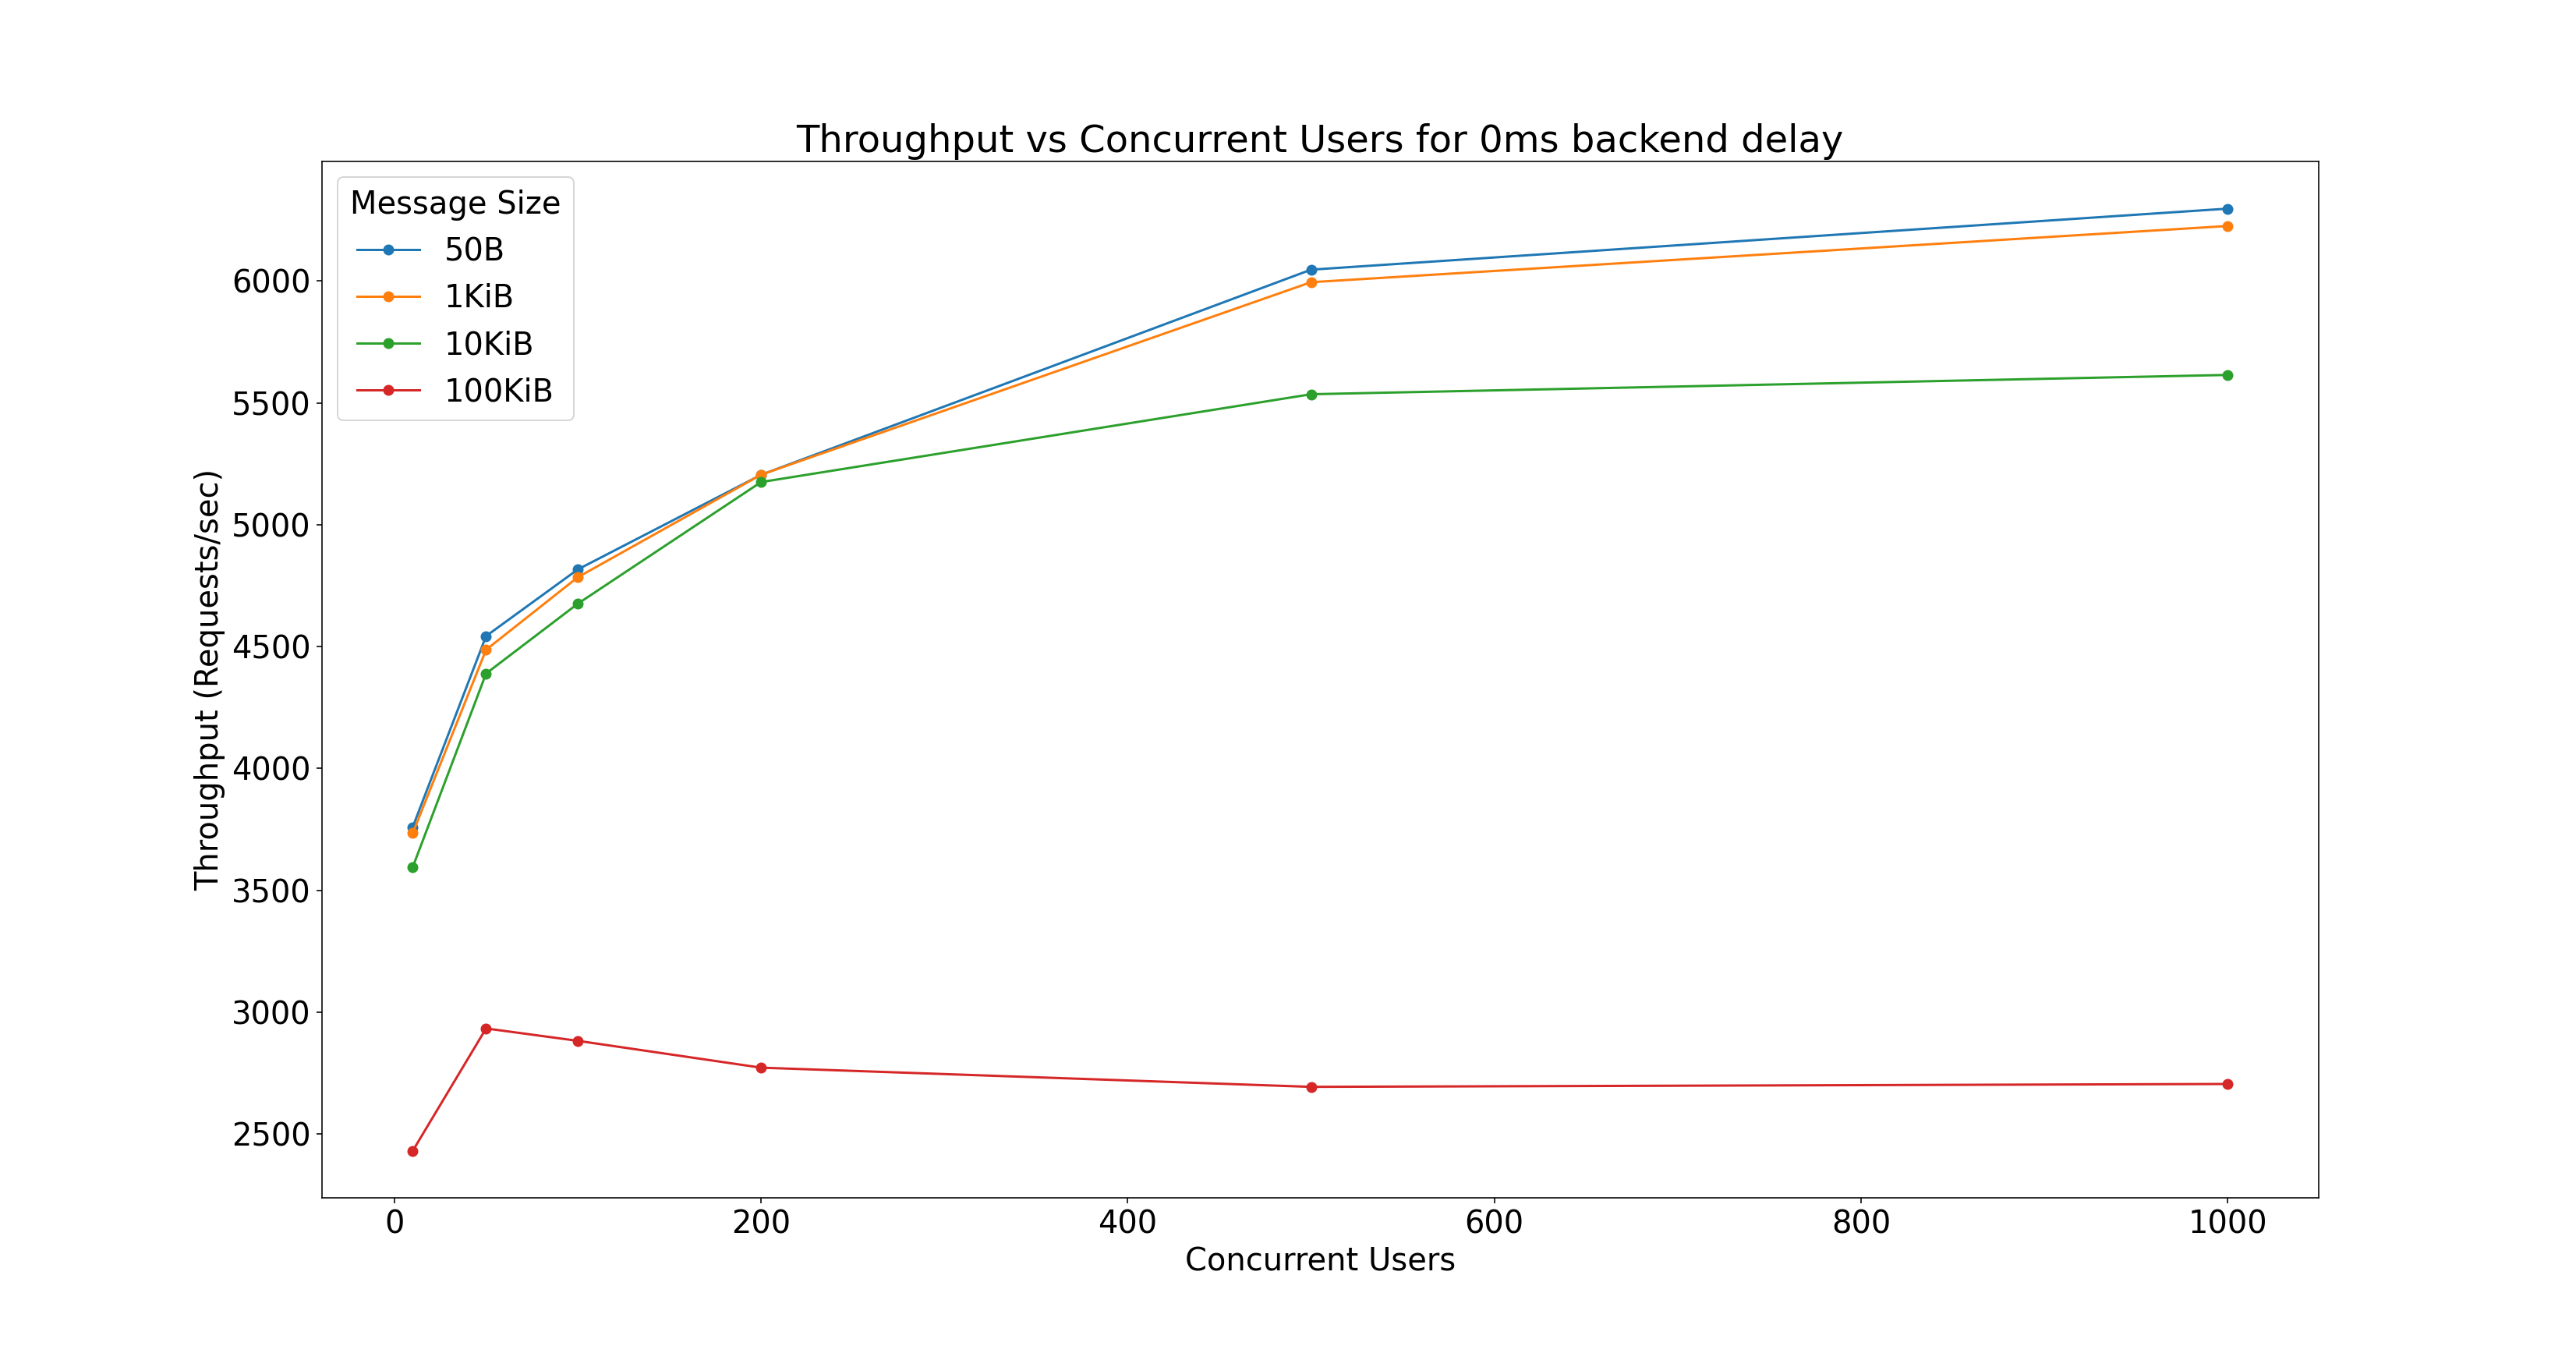 Throughput vs Concurrent Users for 0ms backend delay
Message Size
50B
1KiB
10KiB
100KiB
Throughput (Requests/sec)
6000
5500
5000
4500
4000
3500
3000
2500
0
200
400
600
800
1000
Concurrent Users